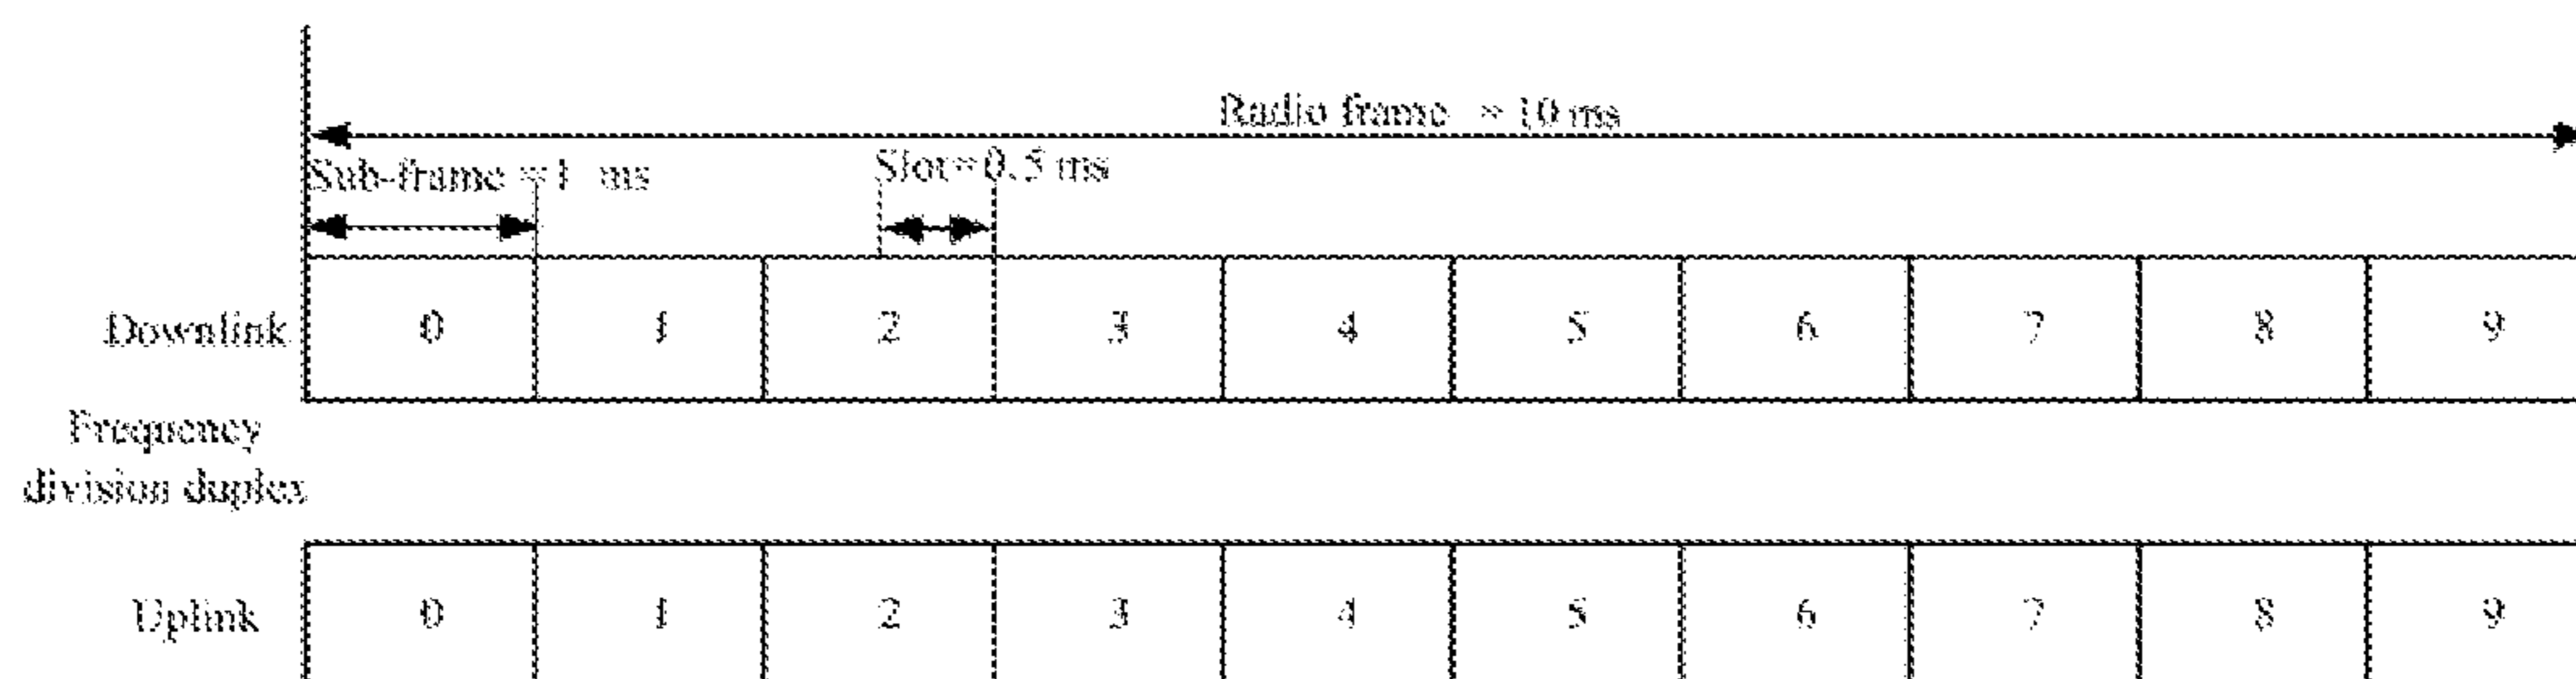 Radio frame = 10 ms
Sub-frame =1 ms
Slot=0.5 ms
Downlink 0 1 2 3 4 5 6 7 8 9
Frequency
division duplex
Uplink 0 1 2 3 4 5 6 7 8 9